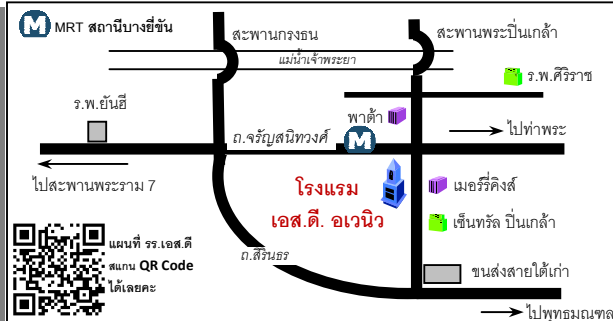 M MRT สถานีบางยี่ขัน
สะพานกรุงธน
สะพานพระปิ่นเกล้า
แม่น้ำเจ้าพระยา
ร.พ.ศิริราช
ร.พ.ยันฮี
พาต้า
ถ.จรัญสนิทวงศ์
M
ไปท่าพระ
ไปสะพานพระราม 7
โรงแรม
เอส.ดี. อเวนิว
เมอร์รี่คิงส์
เซ็นทรัล ปิ่นเกล้า
แผนที่ รร.เอส.ดี
สแกน QR Code
ได้เลยคะ
ถ.สิรินธร
ขนส่งสายใต้เก่า
ไปพุทธมณฑล